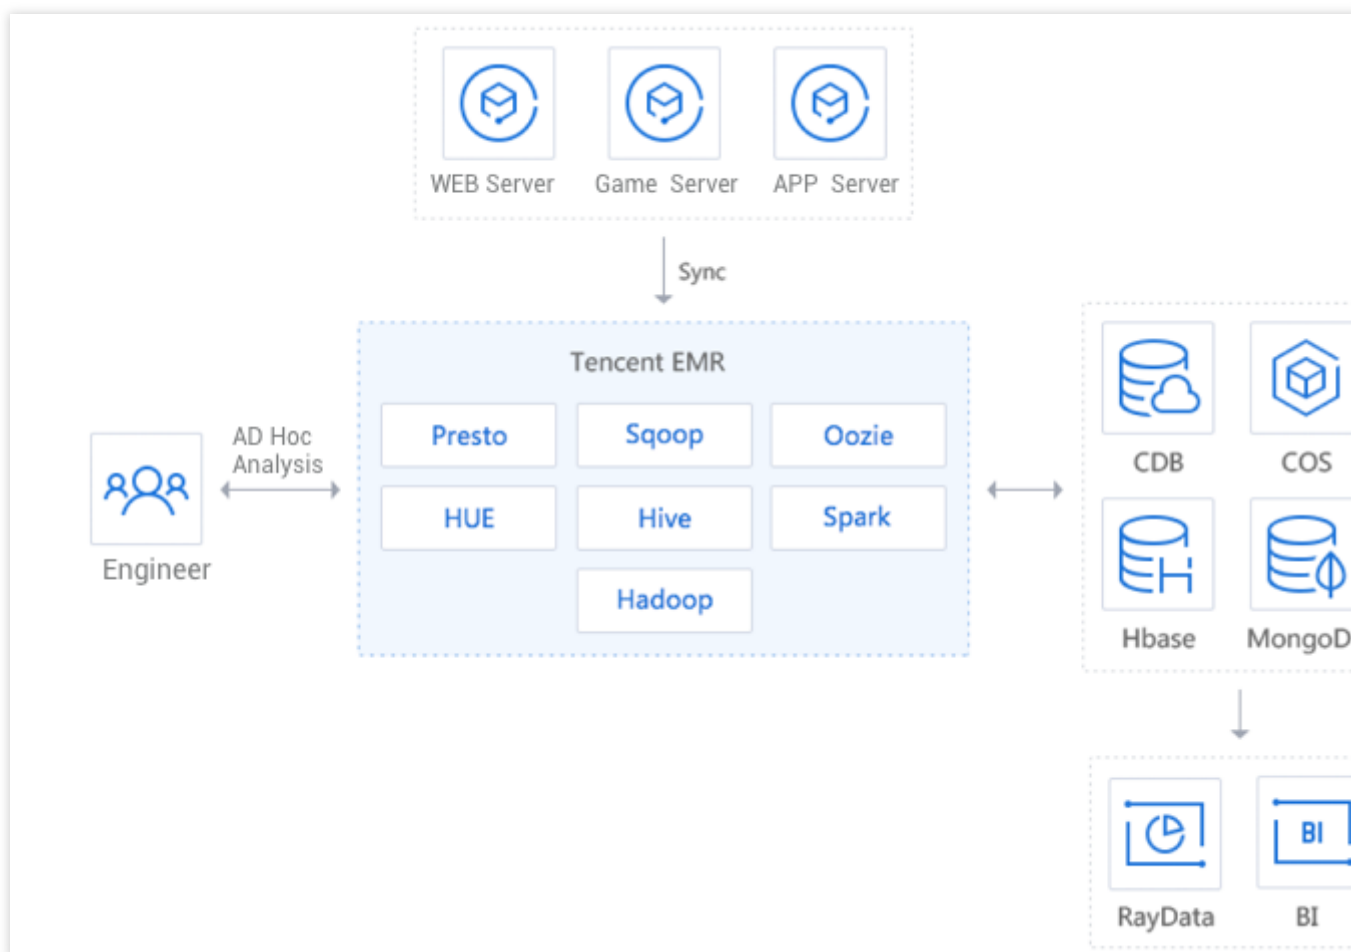 WEB Server
Game Server
APP Server
Sync
Tencent EMR
Presto
Sqoop
Oozie
HUE
Hive
Spark
Hadoop
AD Hoc
Analysis
Engineer
CDB
COS
Hbase
MongoD
RayData
BI
BI